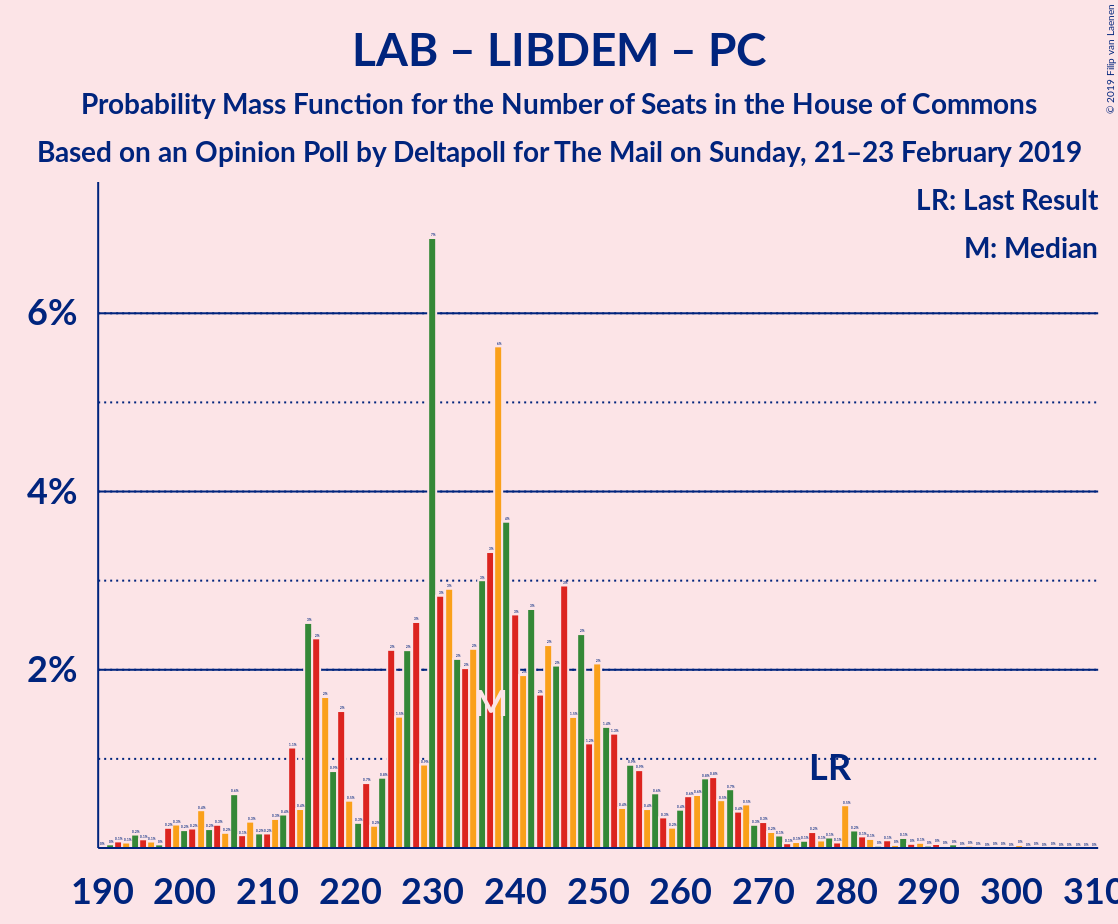 LAB – LIBDEM – PC
Probability Mass Function for the Number of Seats in the House of Commons
Based on an Opinion Poll by Deltapoll for The Mail on Sunday, 21–23 February 2019
© 2019 Filip van Laenen
LR: Last Result
M: Median
6%
4%
2%
M
LR
190 200 210 220 230 240 250 260 270 280 290 300 310